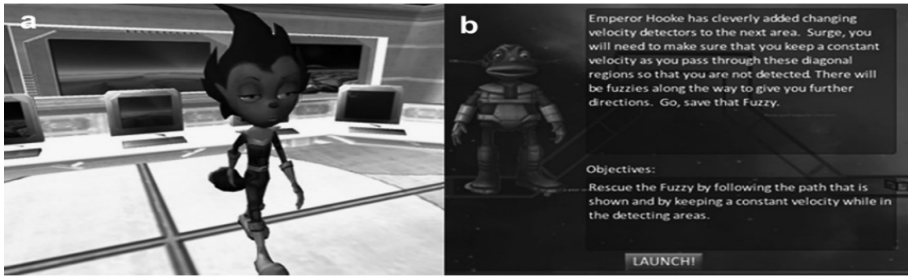 a
b
Emperor Hooke has cleverly added changing
velocity detectors to the next area. Surge, you
will need to make sure that you keep a constant
velocity as you pass through these diagonal
regions so that you are not detected. There will
be fuzzies along the way to give you further
directions. Go, save that Fuzzy.
Objectives:
Rescue the Fuzzy by following the path that is
shown and by keeping a constant velocity while in
the detecting areas.
LAUNCH!